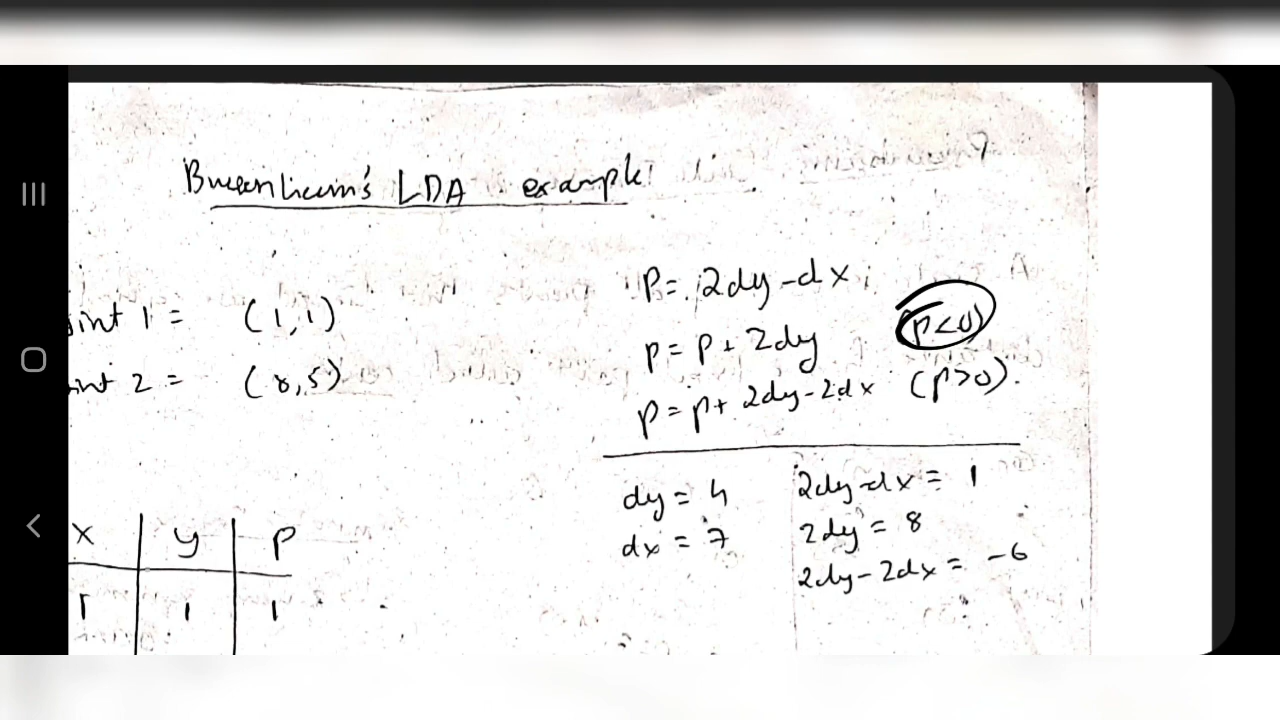 Bresenham's LDA example
int 1 = (1,1)
int 2 = (8,5)
P = 2dy - dx
p = p + 2dy (p<0)
p = p + 2dy - 2dx (p>0).
dy = 4
dx = 7
2dy - dx = 1
2dy = 8
2dy - 2dx = -6
x y p
1 1 1